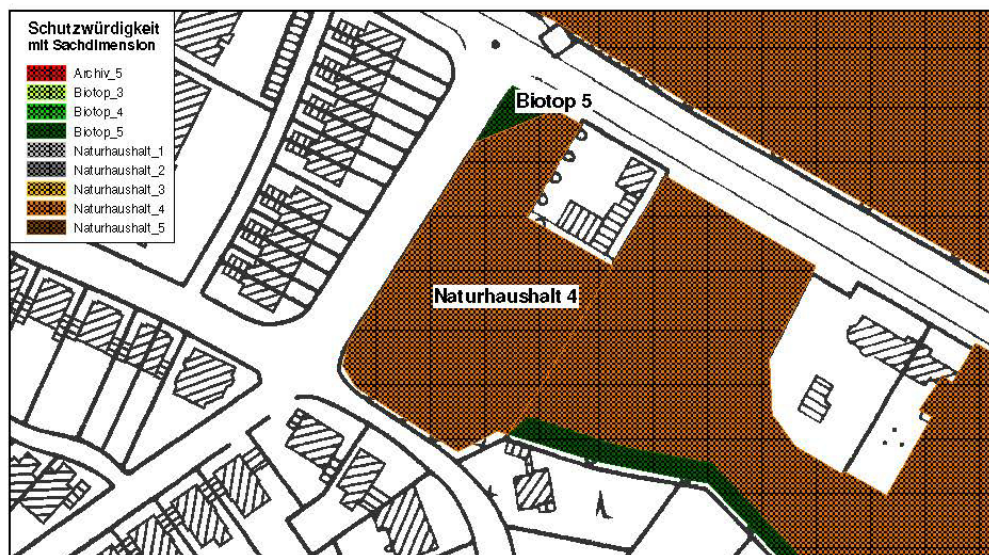 Schutzwürdigkeit
mit Sachdimension
Archiv_5
Biotop_3
Biotop_4
Biotop_5
Naturhaushalt_1
Naturhaushalt_2
Naturhaushalt_3
Naturhaushalt_4
Naturhaushalt_5
Biotop 5
Naturhaushalt 4